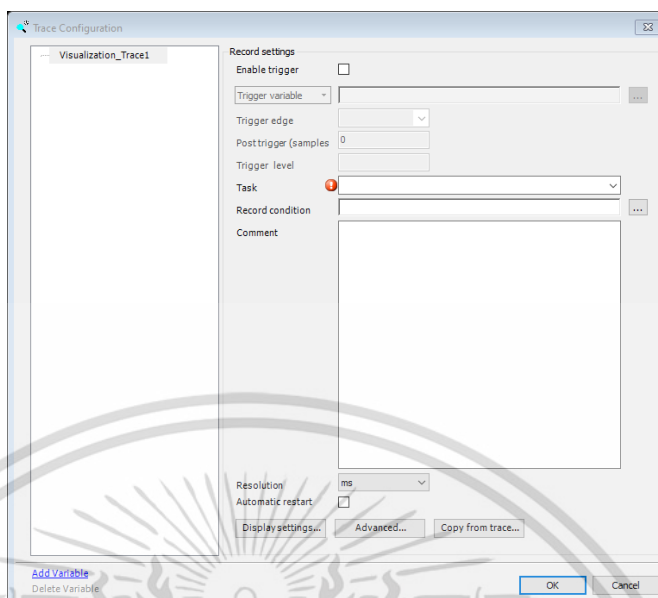 Trace Configuration
Visualization_Trace1
Record settings
Enable trigger
Trigger variable
...
Trigger edge
Post trigger (samples
0
Trigger level
Task
Record condition
...
Comment
Resolution
ms
Automatic restart
Display settings...
Advanced...
Copy from trace...
Add Variable
Delete Variable
OK
Cancel